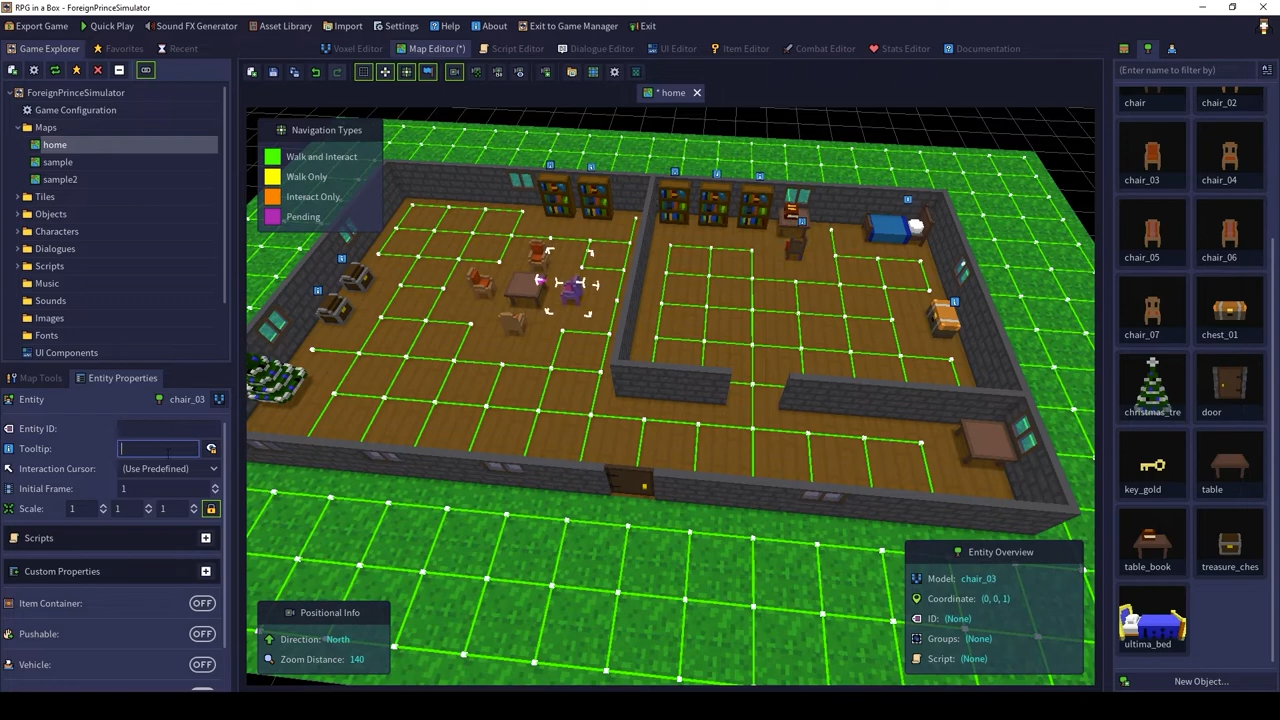 RPG in a Box - ForeignPrinceSimulator
Export Game Quick Play Sound FX Generator Asset Library Import Settings Help About Exit to Game Manager Exit
Game Explorer Favorites Recent
Voxel Editor Map Editor (*) Script Editor Dialogue Editor UI Editor Item Editor Combat Editor Stats Editor Documentation
(Enter name to filter by)
* home
ForeignPrinceSimulator
Game Configuration
Maps
home
sample
sample2
Tiles
Objects
Characters
Dialogues
Scripts
Music
Sounds
Images
Fonts
UI Components
Navigation Types
Walk and Interact
Walk Only
Interact Only
Pending
Map Tools Entity Properties
Entity chair_03
Entity ID:
Tooltip:
Interaction Cursor: (Use Predefined)
Initial Frame: 1
Scale: 1 1 1
Scripts
Custom Properties
Item Container: OFF
Pushable: OFF
Vehicle: OFF
Positional Info
Direction: North
Zoom Distance: 140
Entity Overview
Model: chair_03
Coordinate: (0, 0, 1)
ID: (None)
Groups: (None)
Script: (None)
chair chair_02
chair_03 chair_04
chair_05 chair_06
chair_07 chest_01
christmas_tre door
key_gold table
table_book treasure_ches
ultima_bed
New Object...